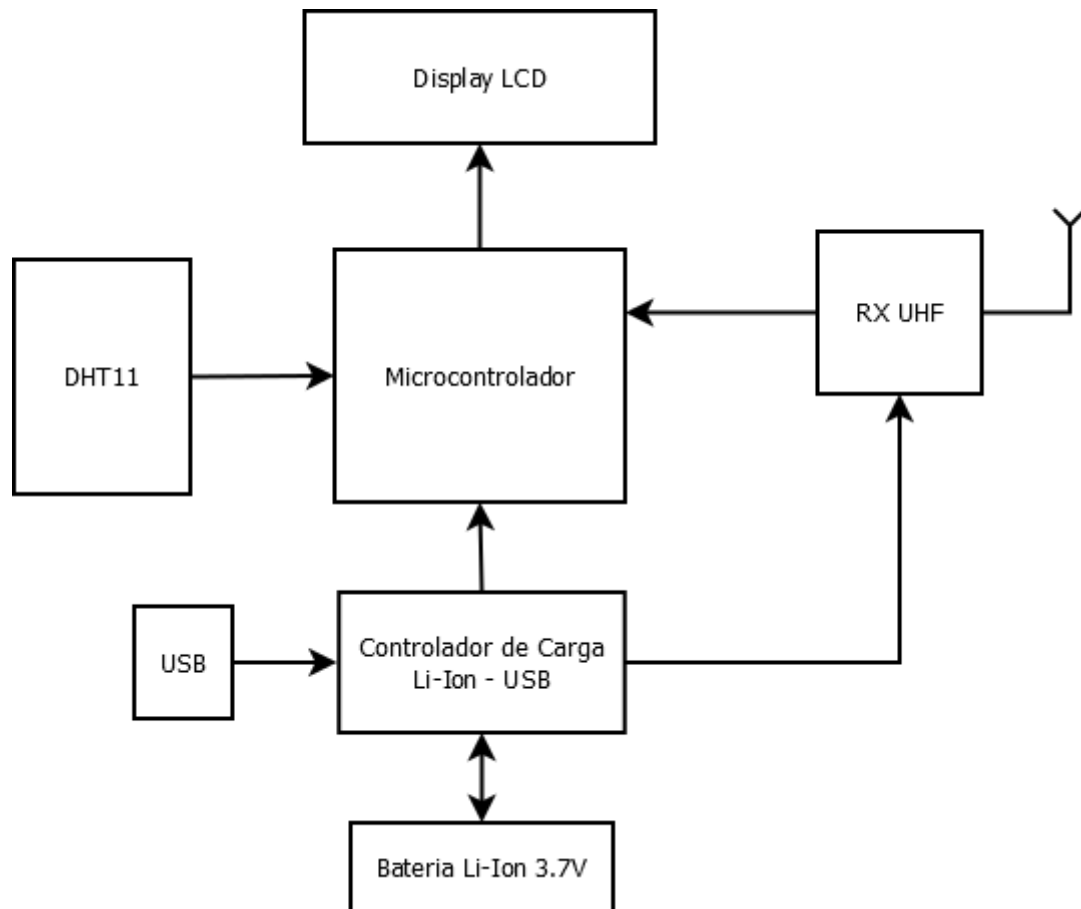 Display LCD
RX UHF
DHT11
Microcontrolador
USB
Controlador de Carga
Li-Ion - USB
Bateria Li-Ion 3.7V